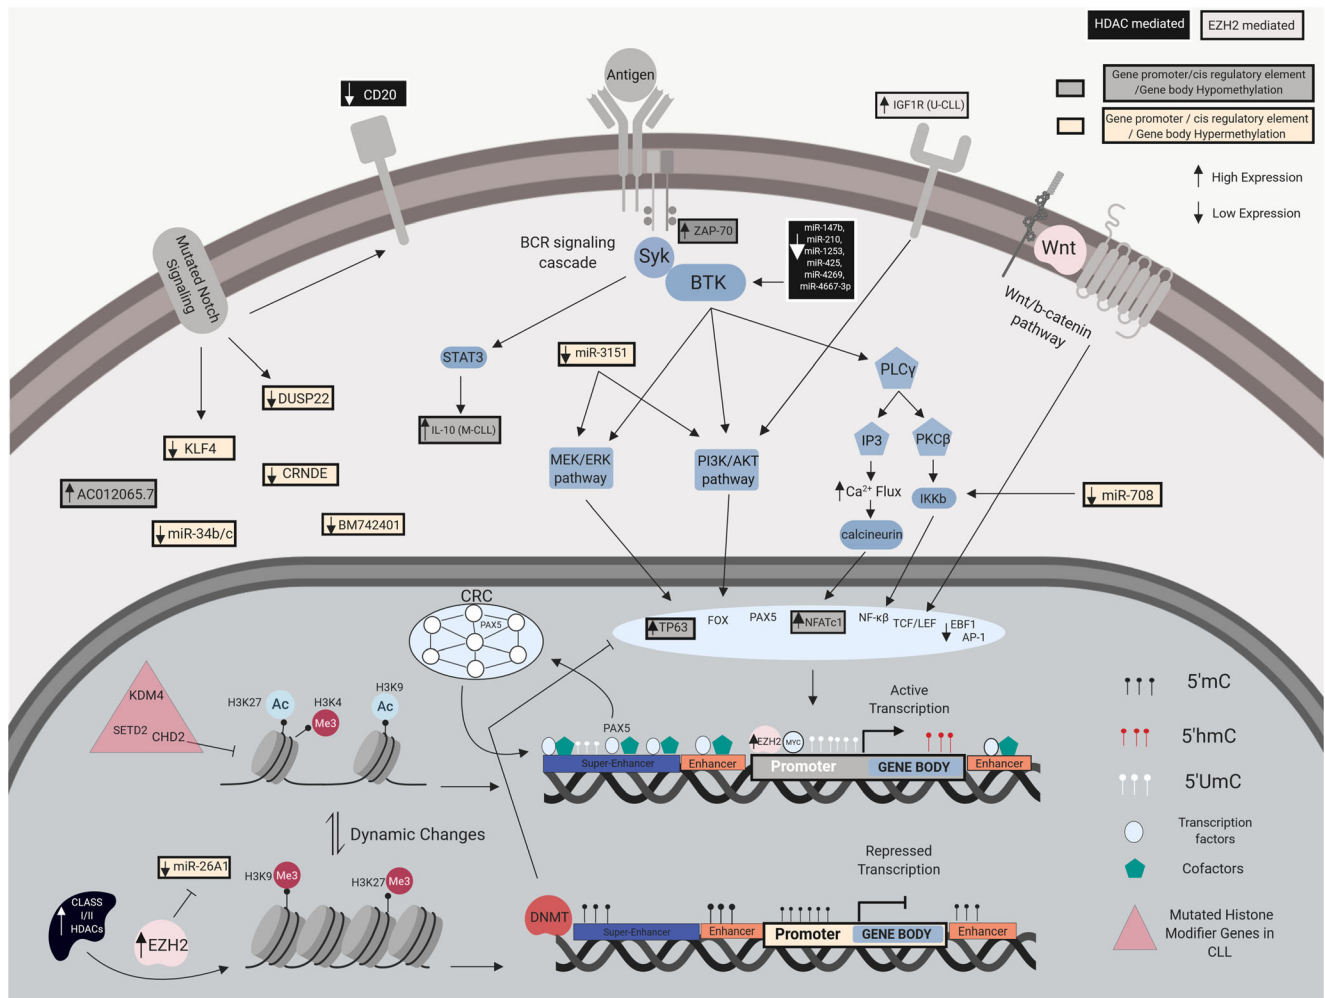 HDAC mediated
EZH2 mediated
Gene promoter/cis regulatory element
/Gene body Hypomethylation
Gene promoter / cis regulatory element
/ Gene body Hypermethylation
High Expression
Low Expression
Antigen
CD20
IGF1R (U-CLL)
Mutated Notch
Signaling
BCR signaling
cascade
ZAP-70
Syk
BTK
miR-147b,
miR-210,
miR-1253,
miR-425,
miR-4269,
miR-4667-3p
Wnt
Wnt/b-catenin
pathway
STAT3
miR-3151
PLCγ
DUSP22
IL-10 (M-CLL)
KLF4
CRNDE
MEK/ERK
pathway
PI3K/AKT
pathway
IP3
PKCβ
AC012065.7
Ca²⁺ Flux
IKKb
miR-708
miR-34b/c
BM742401
calcineurin
CRC
PAX5
TP63
FOX
PAX5
NFATc1
NF-κβ
TCF/LEF
EBF1
AP-1
KDM4
SETD2
CHD2
H3K27
Ac
H3K4
Me3
H3K9
Ac
PAX5
Active
Transcription
EZH2
MYC
Super-Enhancer
Enhancer
Promoter
GENE BODY
Enhancer
5'mC
5'hmC
5'UmC
Transcription
factors
Cofactors
Mutated Histone
Modifier Genes in
CLL
Dynamic Changes
miR-26A1
H3K9
Me3
H3K27
Me3
CLASS
I/II
HDACs
EZH2
Repressed
Transcription
DNMT
Super-Enhancer
Enhancer
Promoter
GENE BODY
Enhancer